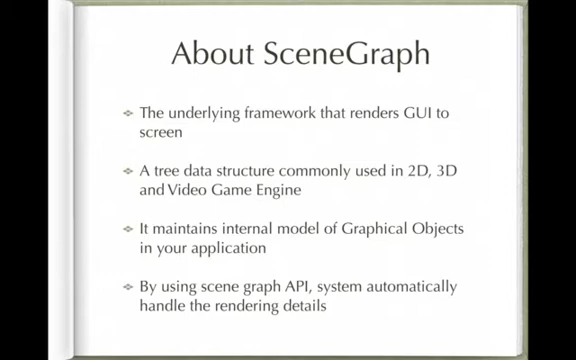 About SceneGraph
The underlying framework that renders GUI to
screen
A tree data structure commonly used in 2D, 3D
and Video Game Engine
It maintains internal model of Graphical Objects
in your application
By using scene graph API, system automatically
handle the rendering details